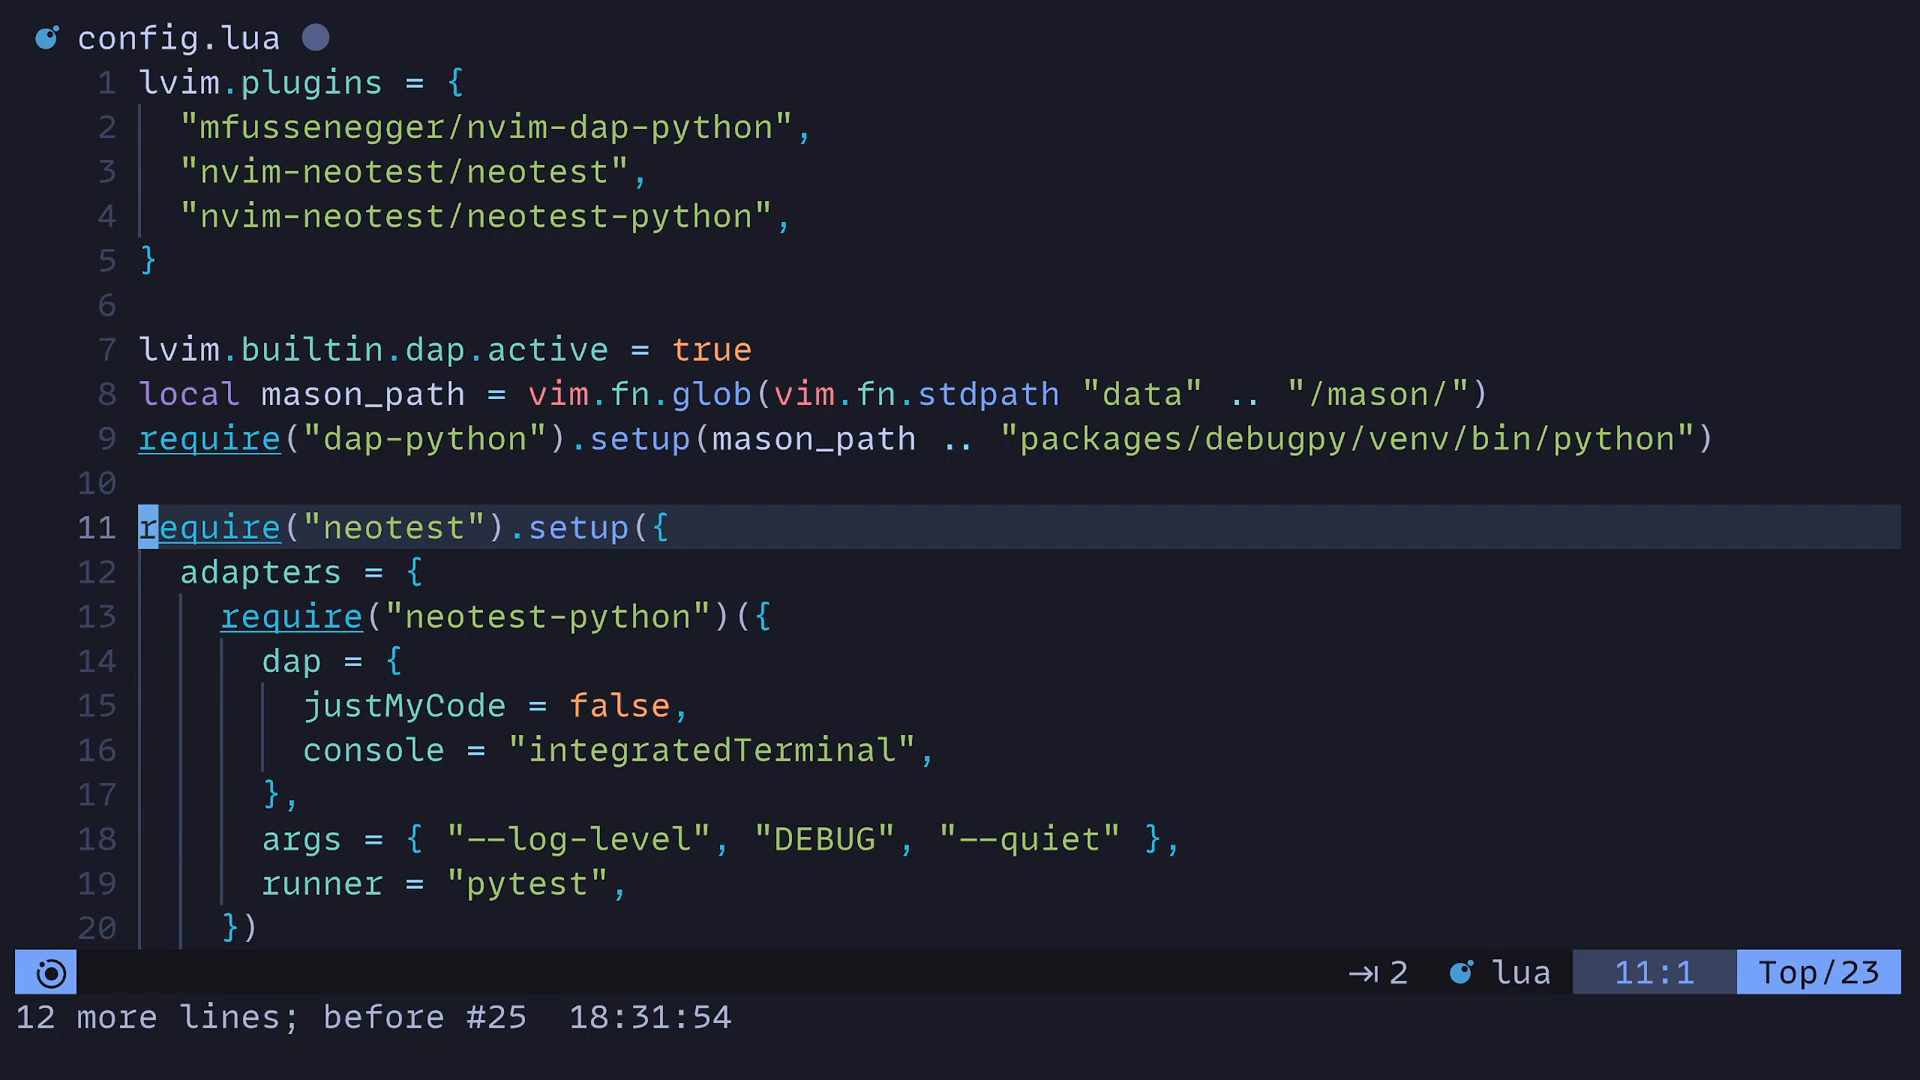 config.lua
1 lvim.plugins = {
2   "mfussenegger/nvim-dap-python",
3   "nvim-neotest/neotest",
4   "nvim-neotest/neotest-python",
5 }
6
7 lvim.builtin.dap.active = true
8 local mason_path = vim.fn.glob(vim.fn.stdpath "data" .. "/mason/")
9 require("dap-python").setup(mason_path .. "packages/debugpy/venv/bin/python")
10
11 require("neotest").setup({
12   adapters = {
13     require("neotest-python")({
14       dap = {
15         justMyCode = false,
16         console = "integratedTerminal",
17       },
18       args = { "--log-level", "DEBUG", "--quiet" },
19       runner = "pytest",
20     })
2 lua 11:1 Top/23
12 more lines; before #25  18:31:54